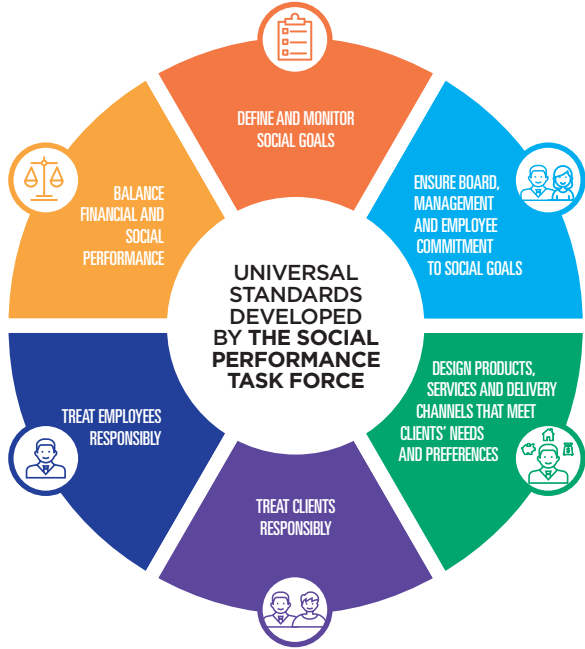 DEFINE AND MONITOR
SOCIAL GOALS
ENSURE BOARD,
MANAGEMENT
AND EMPLOYEE
COMMITMENT
TO SOCIAL GOALS
DESIGN PRODUCTS,
SERVICES AND DELIVERY
CHANNELS THAT MEET
CLIENTS' NEEDS
AND PREFERENCES
TREAT CLIENTS
RESPONSIBLY
TREAT EMPLOYEES
RESPONSIBLY
BALANCE
FINANCIAL AND
SOCIAL
PERFORMANCE
UNIVERSAL
STANDARDS
DEVELOPED
BY THE SOCIAL
PERFORMANCE
TASK FORCE